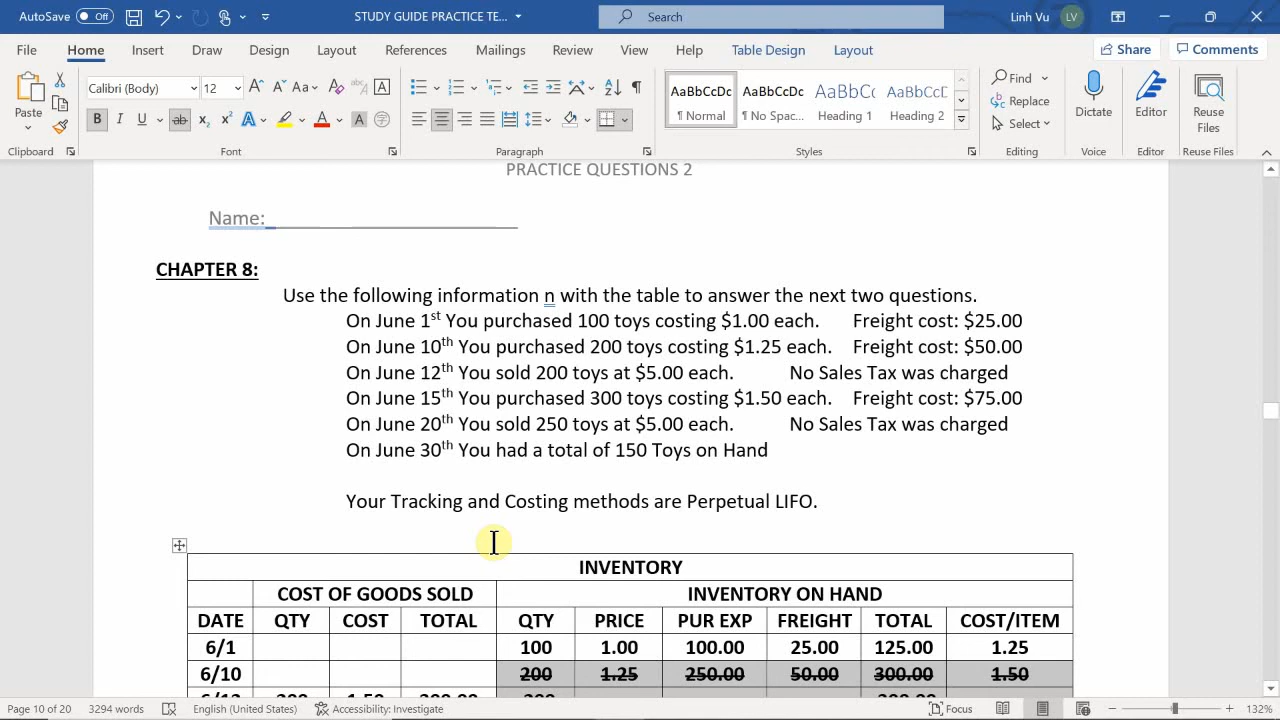 AutoSave Off STUDY GUIDE PRACTICE TE... Search Linh Vu LV
File Home Insert Draw Design Layout References Mailings Review View Help Table Design Layout Share Comments
Paste Calibri (Body) 12 Aa AaBbCcDc AaBbCcDc AaBbCc AaBbCcD Find Replace Select Dictate Editor Reuse Files
¶ Normal ¶ No Spac... Heading 1 Heading 2
Clipboard Font Paragraph Styles Editing Voice Editor Reuse Files
PRACTICE QUESTIONS 2
Name:
CHAPTER 8:
Use the following information n with the table to answer the next two questions.
On June 1st You purchased 100 toys costing $1.00 each. Freight cost: $25.00
On June 10th You purchased 200 toys costing $1.25 each. Freight cost: $50.00
On June 12th You sold 200 toys at $5.00 each. No Sales Tax was charged
On June 15th You purchased 300 toys costing $1.50 each. Freight cost: $75.00
On June 20th You sold 250 toys at $5.00 each. No Sales Tax was charged
On June 30th You had a total of 150 Toys on Hand
Your Tracking and Costing methods are Perpetual LIFO.
INVENTORY
COST OF GOODS SOLD INVENTORY ON HAND
DATE QTY COST TOTAL QTY PRICE PUR EXP FREIGHT TOTAL COST/ITEM
6/1 100 1.00 100.00 25.00 125.00 1.25
6/10 200 1.25 250.00 50.00 300.00 1.50
Page 10 of 20 3294 words English (United States) Accessibility: Investigate Focus 132%